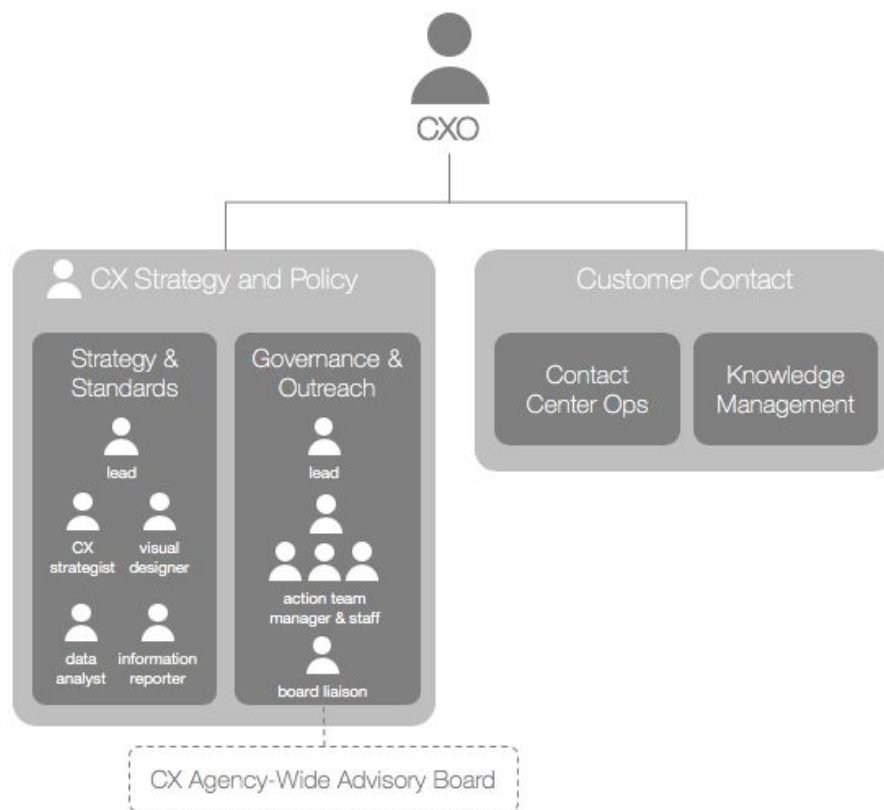 CXO
CX Strategy and Policy
Strategy &
Standards
lead
CX
strategist
visual
designer
data
analyst
information
reporter
Governance &
Outreach
lead
action team
manager & staff
board liaison
CX Agency-Wide Advisory Board
Customer Contact
Contact
Center Ops
Knowledge
Management